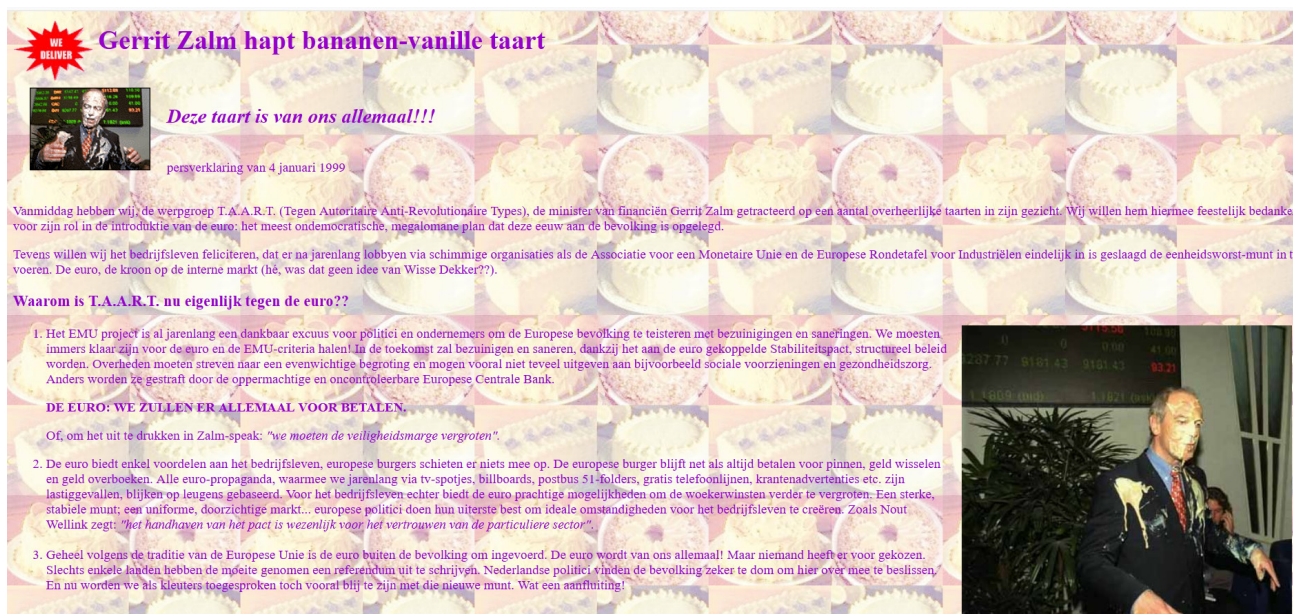 WE
DELIVER
Gerrit Zalm hapt bananen-vanille taart
Deze taart is van ons allemaal!!!
persverklaring van 4 januari 1999
Vanmiddag hebben wij, de werpgroep T.A.A.R.T. (Tegen Autoritaire Anti-Revolutionaire Types), de minister van financiën Gerrit Zalm getracteerd op een aantal overheerlijke taarten in zijn gezicht. Wij willen hem hiermee feestelijk bedanke
voor zijn rol in de introduktie van de euro: het meest ondemocratische, megalomane plan dat deze eeuw aan de bevolking is opgelegd.
Tevens willen wij het bedrijfsleven feliciteren, dat er na jarenlang lobbyen via schimmige organisaties als de Associatie voor een Monetaire Unie en de Europese Rondetafel voor Industriëlen eindelijk in is geslaagd de eenheidsworst-munt in t
voeren. De euro, de kroon op de interne markt (hé, was dat geen idee van Wisse Dekker??).
Waarom is T.A.A.R.T. nu eigenlijk tegen de euro??
1. Het EMU project is al jarenlang een dankbaar excuus voor politici en ondernemers om de Europese bevolking te teisteren met bezuinigingen en saneringen. We moesten
immers klaar zijn voor de euro en de EMU-criteria halen! In de toekomst zal bezuinigen en saneren, dankzij het aan de euro gekoppelde Stabiliteitspact, structureel beleid
worden. Overheden moeten streven naar een evenwichtige begroting en mogen vooral niet teveel uitgeven aan bijvoorbeeld sociale voorzieningen en gezondheidszorg.
Anders worden ze gestraft door de oppermachtige en oncontroleerbare Europese Centrale Bank.
DE EURO: WE ZULLEN ER ALLEMAAL VOOR BETALEN.
Of, om het uit te drukken in Zalm-speak: "we moeten de veiligheidsmarge vergroten".
2. De euro biedt enkel voordelen aan het bedrijfsleven, europese burgers schieten er niets mee op. De europese burger blijft net als altijd betalen voor pinnen, geld wisselen
en geld overboeken. Alle euro-propaganda, waarmee we jarenlang via tv-spotjes, billboards, postbus 51-folders, gratis telefoonlijnen, krantenadvertenties etc. zijn
lastiggevallen, blijken op leugens gebaseerd. Voor het bedrijfsleven echter biedt de euro prachtige mogelijkheden om de woekerwinsten verder te vergroten. Een sterke,
stabiele munt; een uniforme, doorzichtige markt... europese politici doen hun uiterste best om ideale omstandigheden voor het bedrijfsleven te creëren. Zoals Nout
Wellink zegt: "het handhaven van het pact is wezenlijk voor het vertrouwen van de particuliere sector".
3. Geheel volgens de traditie van de Europese Unie is de euro buiten de bevolking om ingevoerd. De euro wordt van ons allemaal! Maar niemand heeft er voor gekozen.
Slechts enkele landen hebben de moeite genomen een referendum uit te schrijven. Nederlandse politici vinden de bevolking zeker te dom om hier over mee te beslissen.
En nu worden we als kleuters toegesproken toch vooral blij te zijn met die nieuwe munt. Wat een aanfluiting!
9181.43 9181.43 93.21